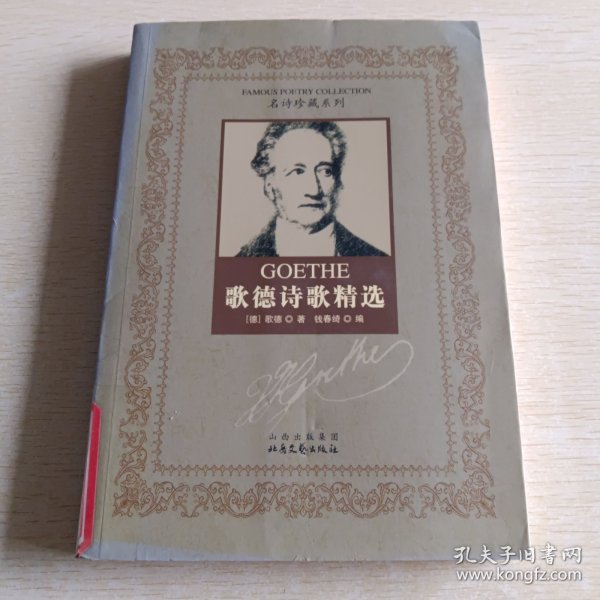 FAMOUS POETRY COLLECTION
名诗珍藏系列
GOETHE
歌德诗歌精选
[德] 歌德◎著 钱春绮◎编
Goethe
山西出版集团
北岳文艺出版社
孔夫子旧书网
www.kongfz.com